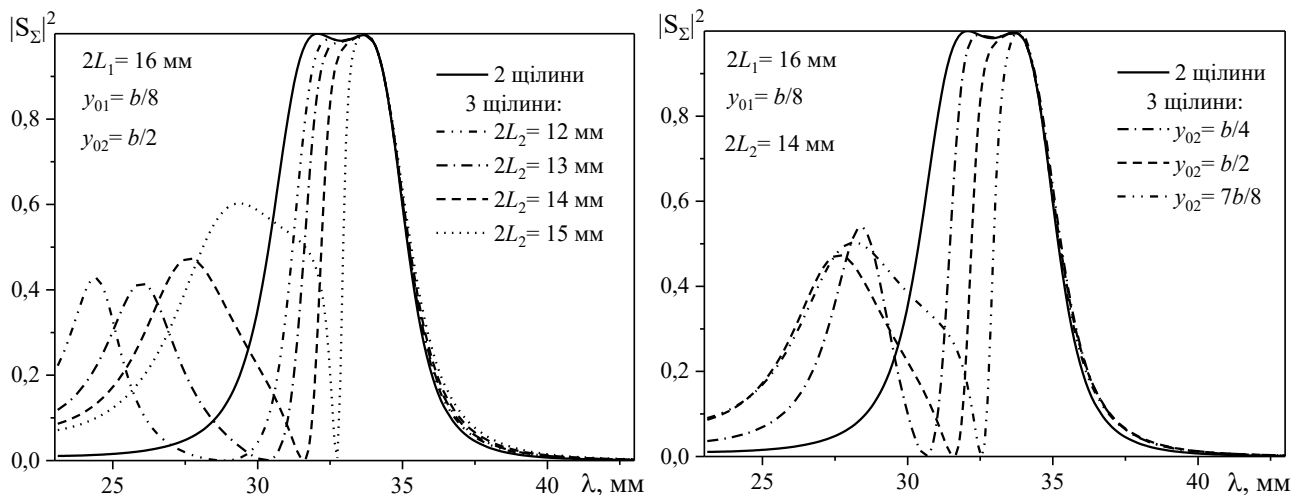 |S_Σ|²
2L₁= 16 мм
y₀₁= b/8
y₀₂= b/2
2 щілини
3 щілини:
2L₂= 12 мм
2L₂= 13 мм
2L₂= 14 мм
2L₂= 15 мм
0,8
0,6
0,4
0,2
0,0
25
30
35
40
λ, мм
|S_Σ|²
2L₁= 16 мм
y₀₁= b/8
2L₂= 14 мм
2 щілини
3 щілини:
y₀₂= b/4
y₀₂= b/2
y₀₂= 7b/8
0,8
0,6
0,4
0,2
0,0
25
30
35
40
λ, мм